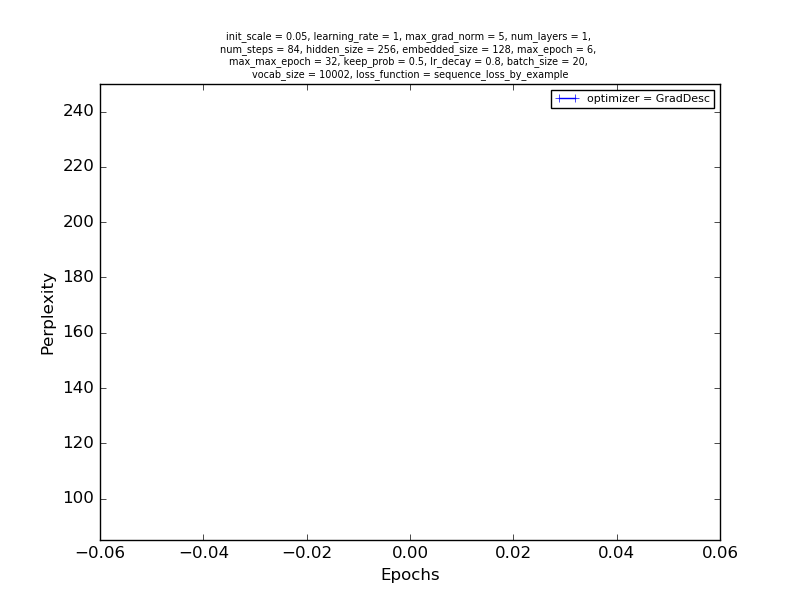 init_scale = 0.05, learning_rate = 1, max_grad_norm = 5, num_layers = 1,
num_steps = 84, hidden_size = 256, embedded_size = 128, max_epoch = 6,
max_max_epoch = 32, keep_prob = 0.5, lr_decay = 0.8, batch_size = 20,
vocab_size = 10002, loss_function = sequence_loss_by_example
optimizer = GradDesc
240
220
200
180
160
140
120
100
Perplexity
−0.06 −0.04 −0.02 0.00 0.02 0.04 0.06
Epochs